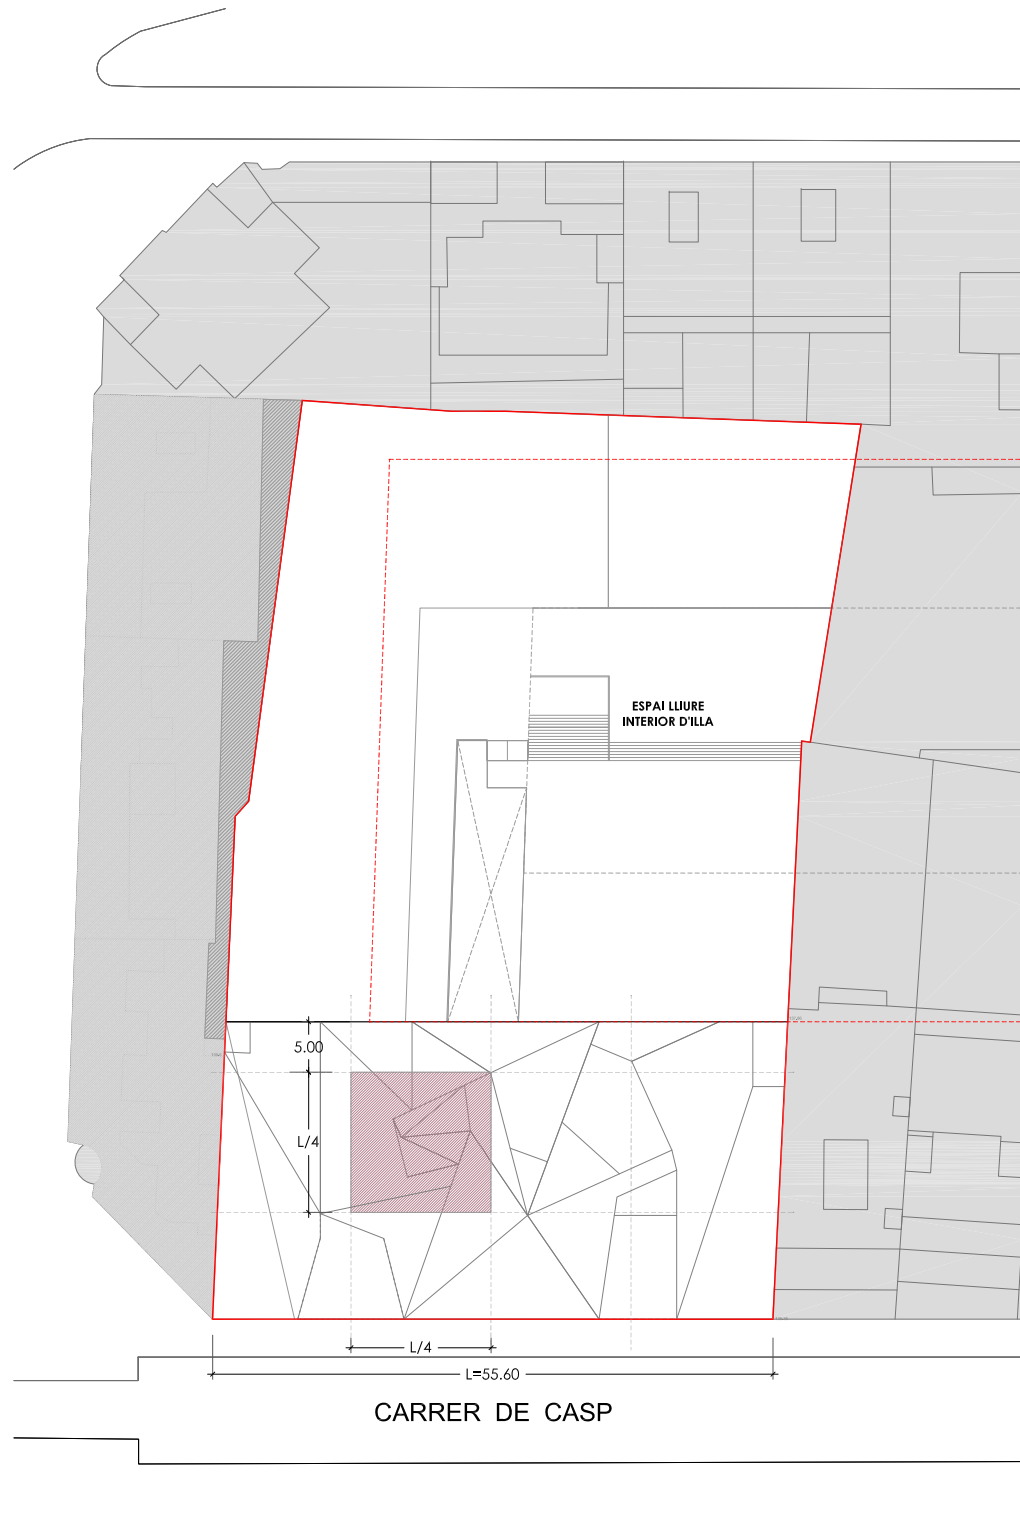 ESPAI LLIURE
INTERIOR D'ILLA
5.00
L/4
L/4
L=55.60
CARRER DE CASP